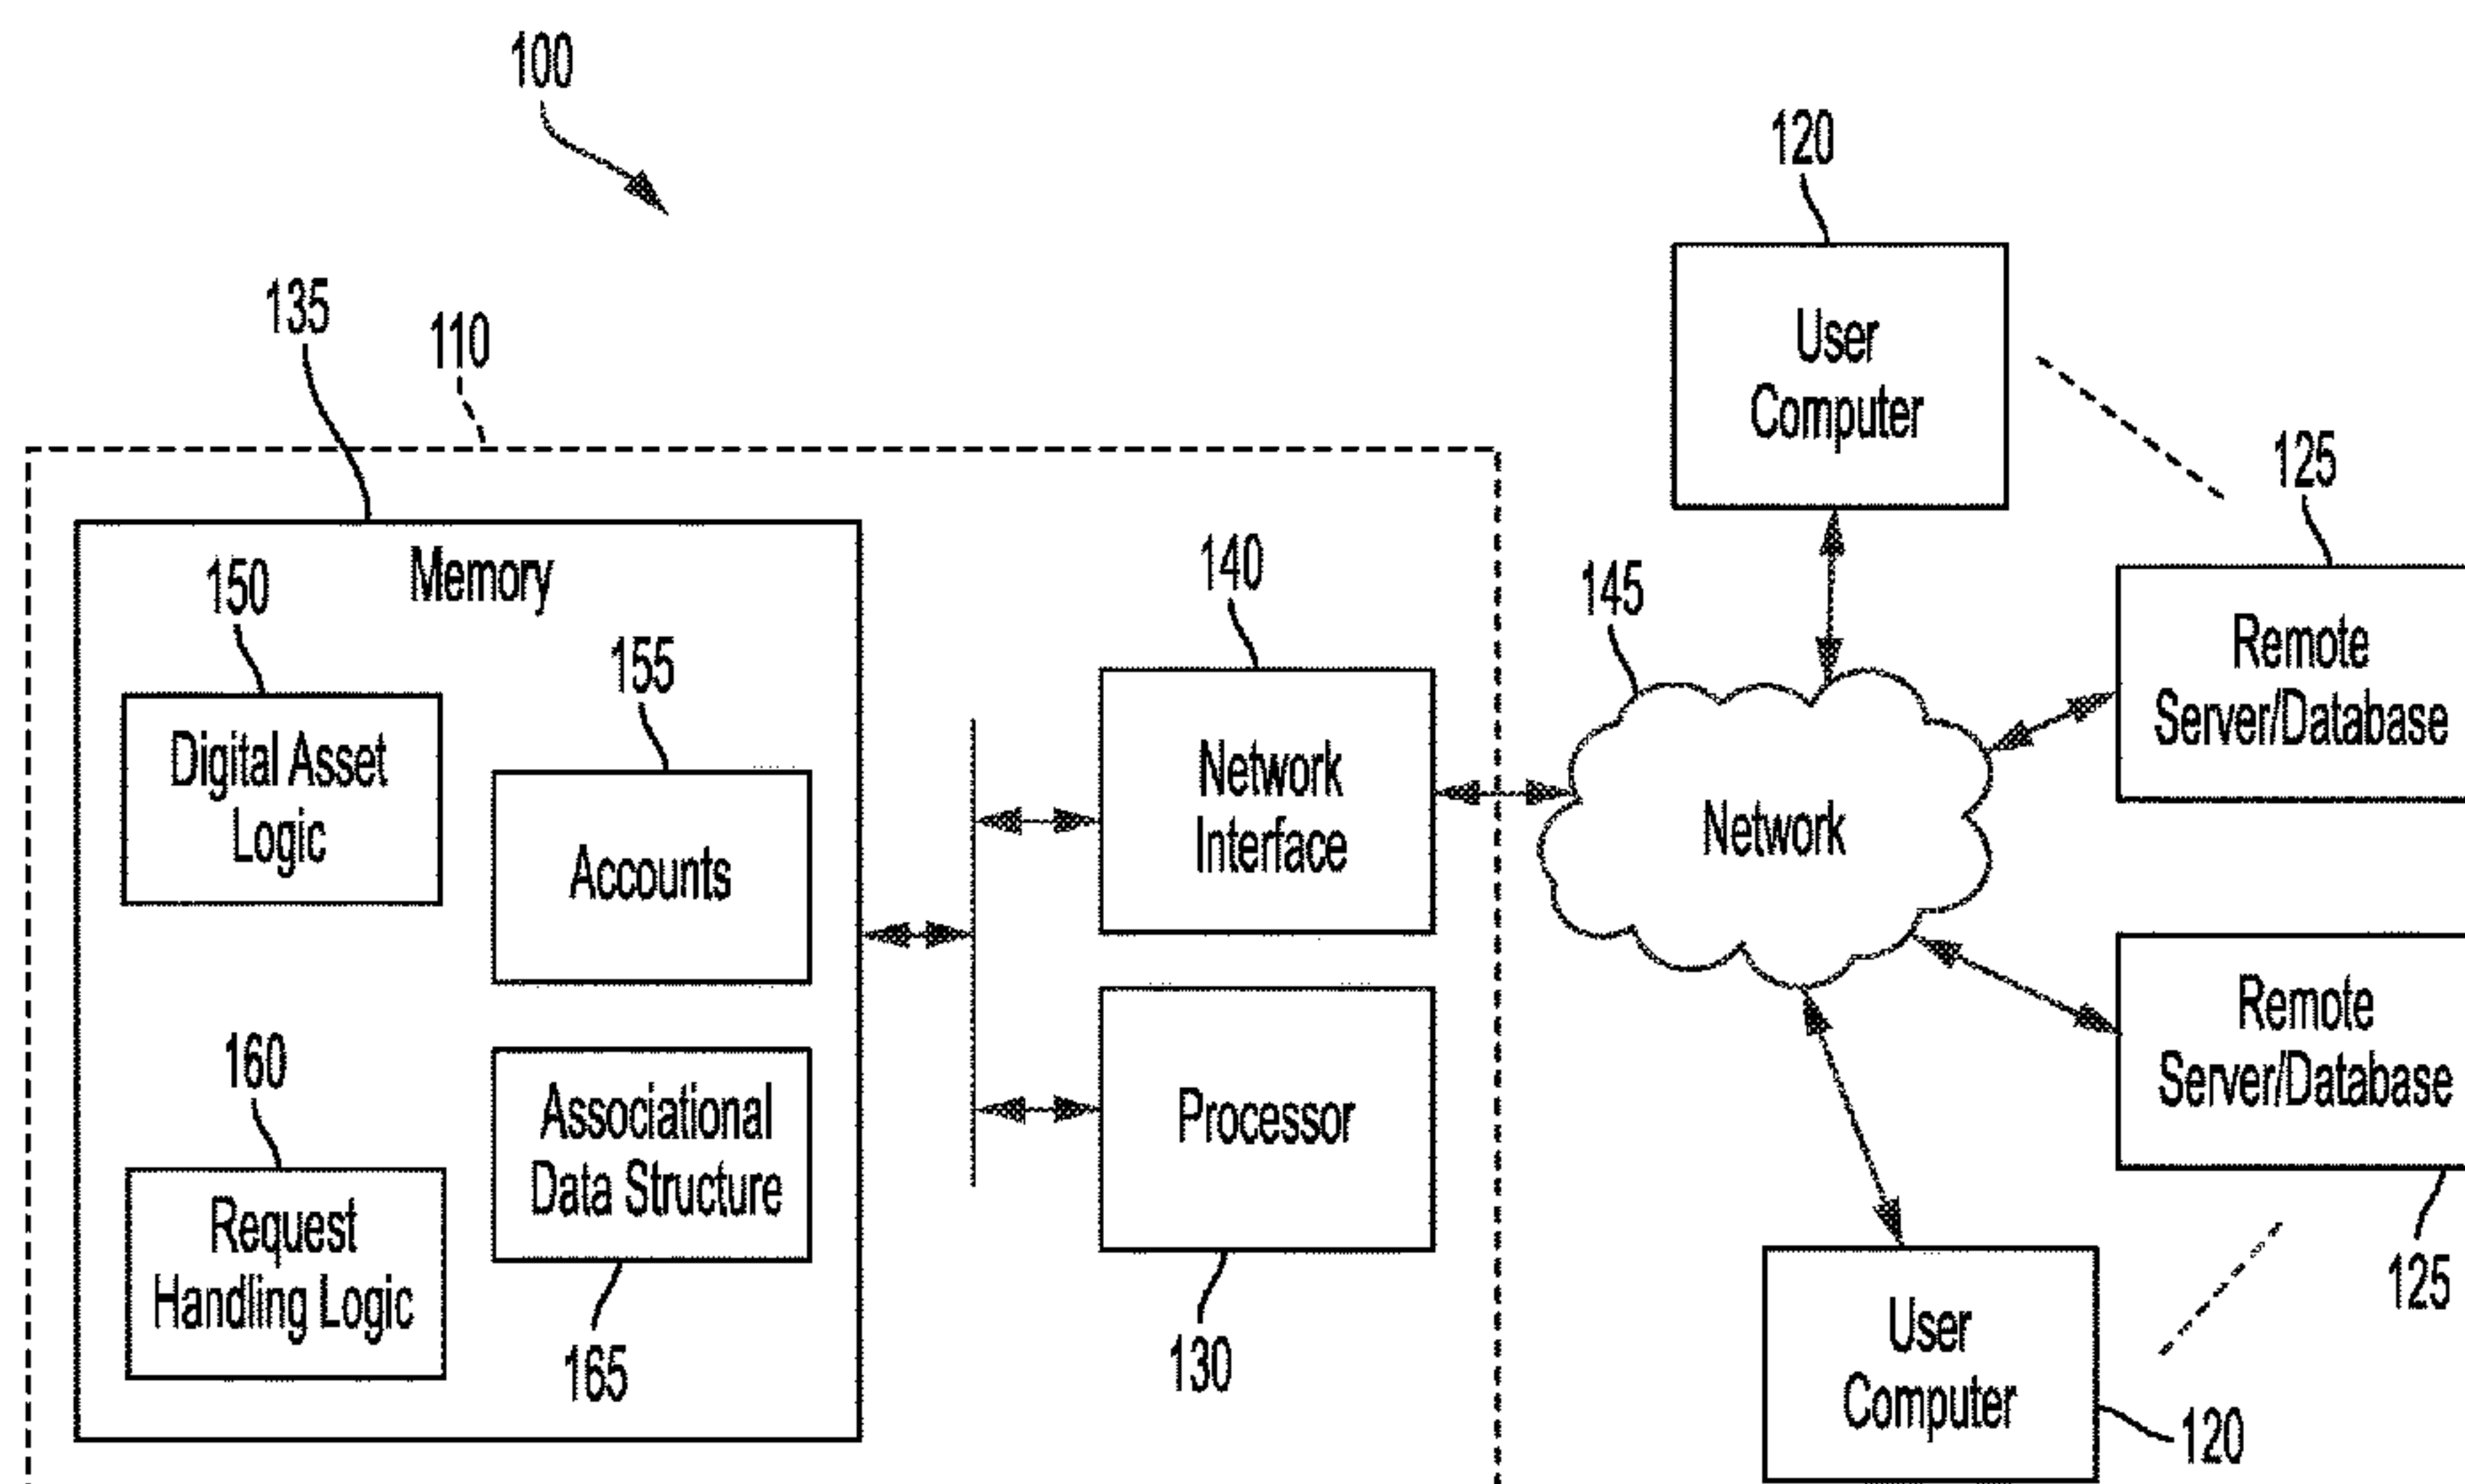 100
120
135
110
User
Computer
125
Memory
150
140
145
Remote
Server/Database
155
Digital Asset
Logic
Network
Interface
Network
Accounts
160
Associational
Data Structure
Processor
Remote
Server/Database
Request
Handling Logic
165
130
125
User
Computer
120